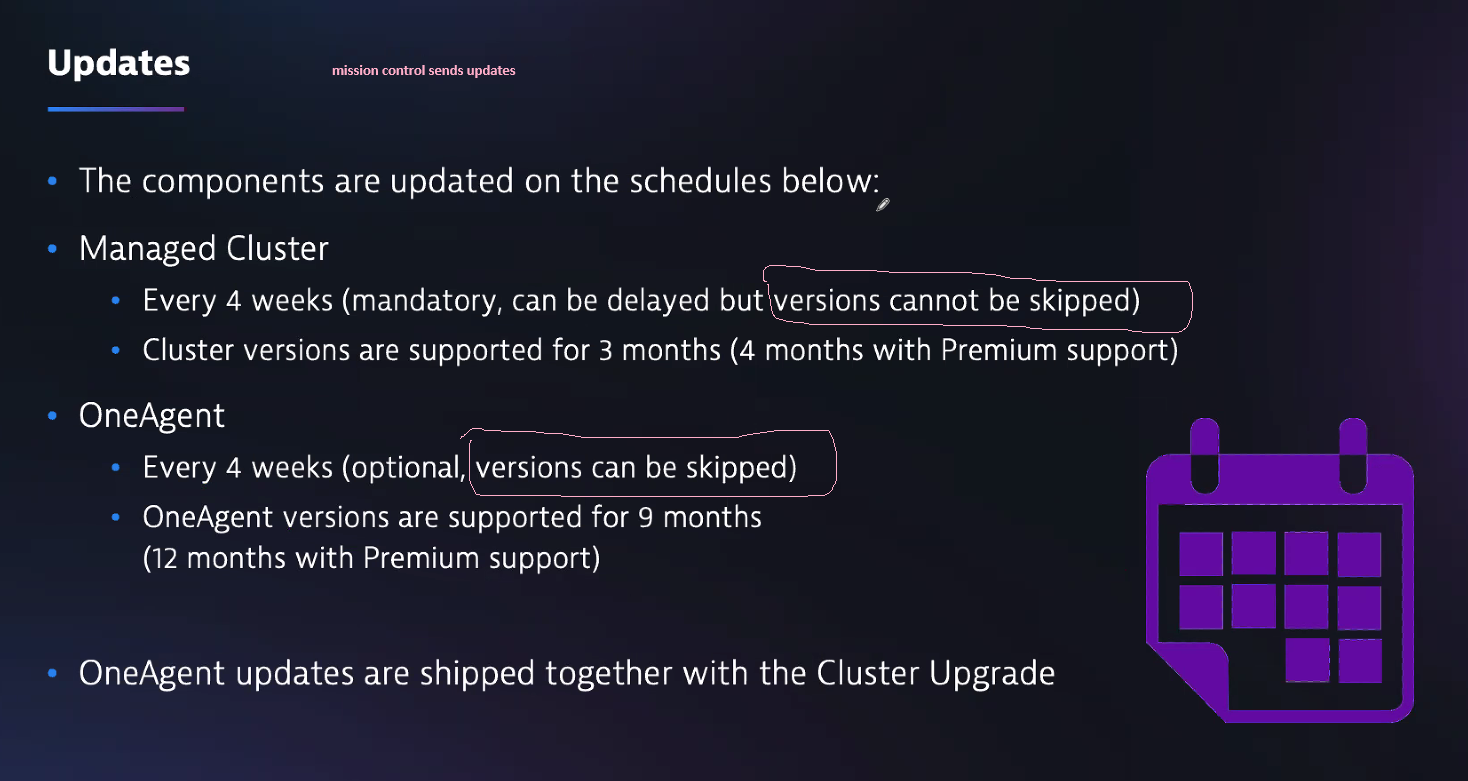 Updates
mission control sends updates
• The components are updated on the schedules below:
• Managed Cluster
• Every 4 weeks (mandatory, can be delayed but versions cannot be skipped)
• Cluster versions are supported for 3 months (4 months with Premium support)
• OneAgent
• Every 4 weeks (optional, versions can be skipped)
• OneAgent versions are supported for 9 months
(12 months with Premium support)
• OneAgent updates are shipped together with the Cluster Upgrade